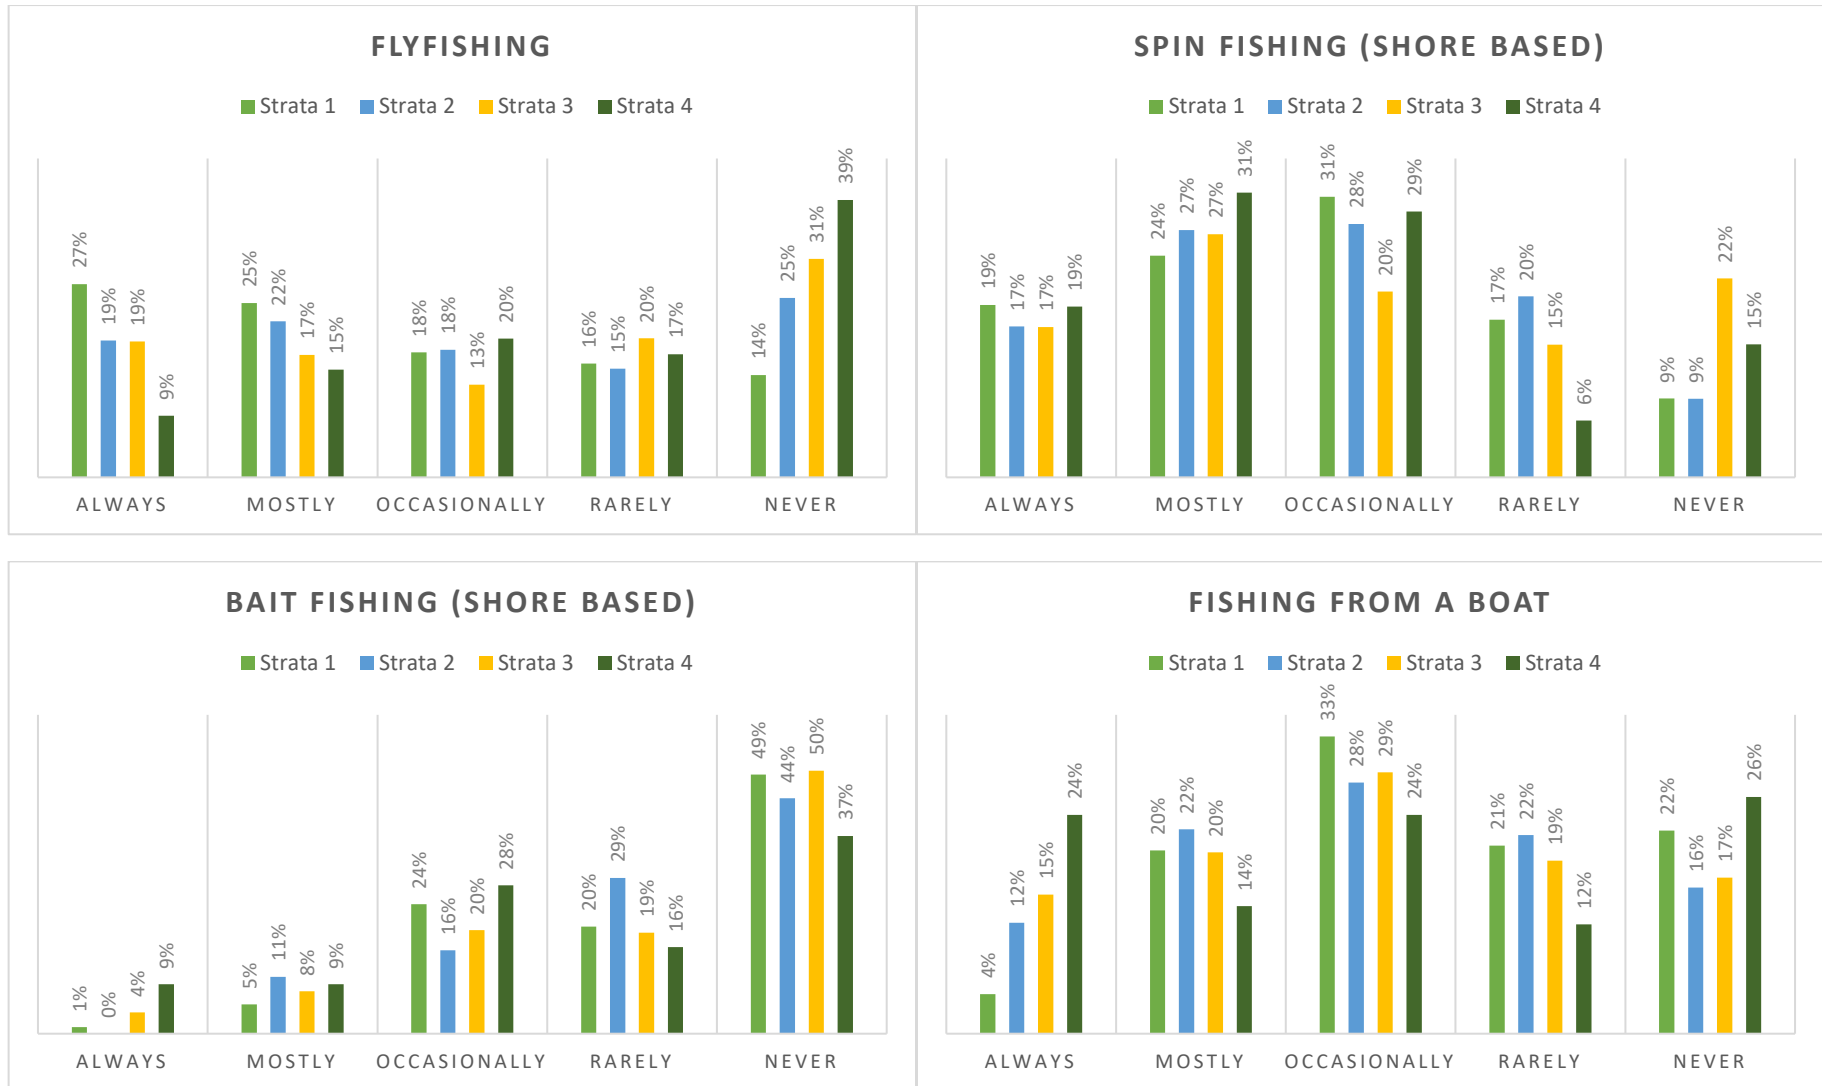 FLYFISHING
Strata 1 Strata 2 Strata 3 Strata 4
27% 19% 19% 9% 25% 22% 17% 15% 18% 18% 13% 20% 16% 15% 20% 17% 14% 25% 31% 39%
ALWAYS MOSTLY OCCASIONALLY RARELY NEVER
SPIN FISHING (SHORE BASED)
Strata 1 Strata 2 Strata 3 Strata 4
19% 17% 17% 19% 24% 27% 27% 31% 31% 28% 20% 29% 17% 20% 15% 6% 9% 9% 22% 15%
ALWAYS MOSTLY OCCASIONALLY RARELY NEVER
BAIT FISHING (SHORE BASED)
Strata 1 Strata 2 Strata 3 Strata 4
1% 0% 4% 9% 5% 11% 8% 9% 24% 16% 20% 28% 20% 29% 19% 16% 49% 44% 50% 37%
ALWAYS MOSTLY OCCASIONALLY RARELY NEVER
FISHING FROM A BOAT
Strata 1 Strata 2 Strata 3 Strata 4
4% 12% 15% 24% 20% 22% 20% 14% 33% 28% 29% 24% 21% 22% 19% 12% 22% 16% 17% 26%
ALWAYS MOSTLY OCCASIONALLY RARELY NEVER